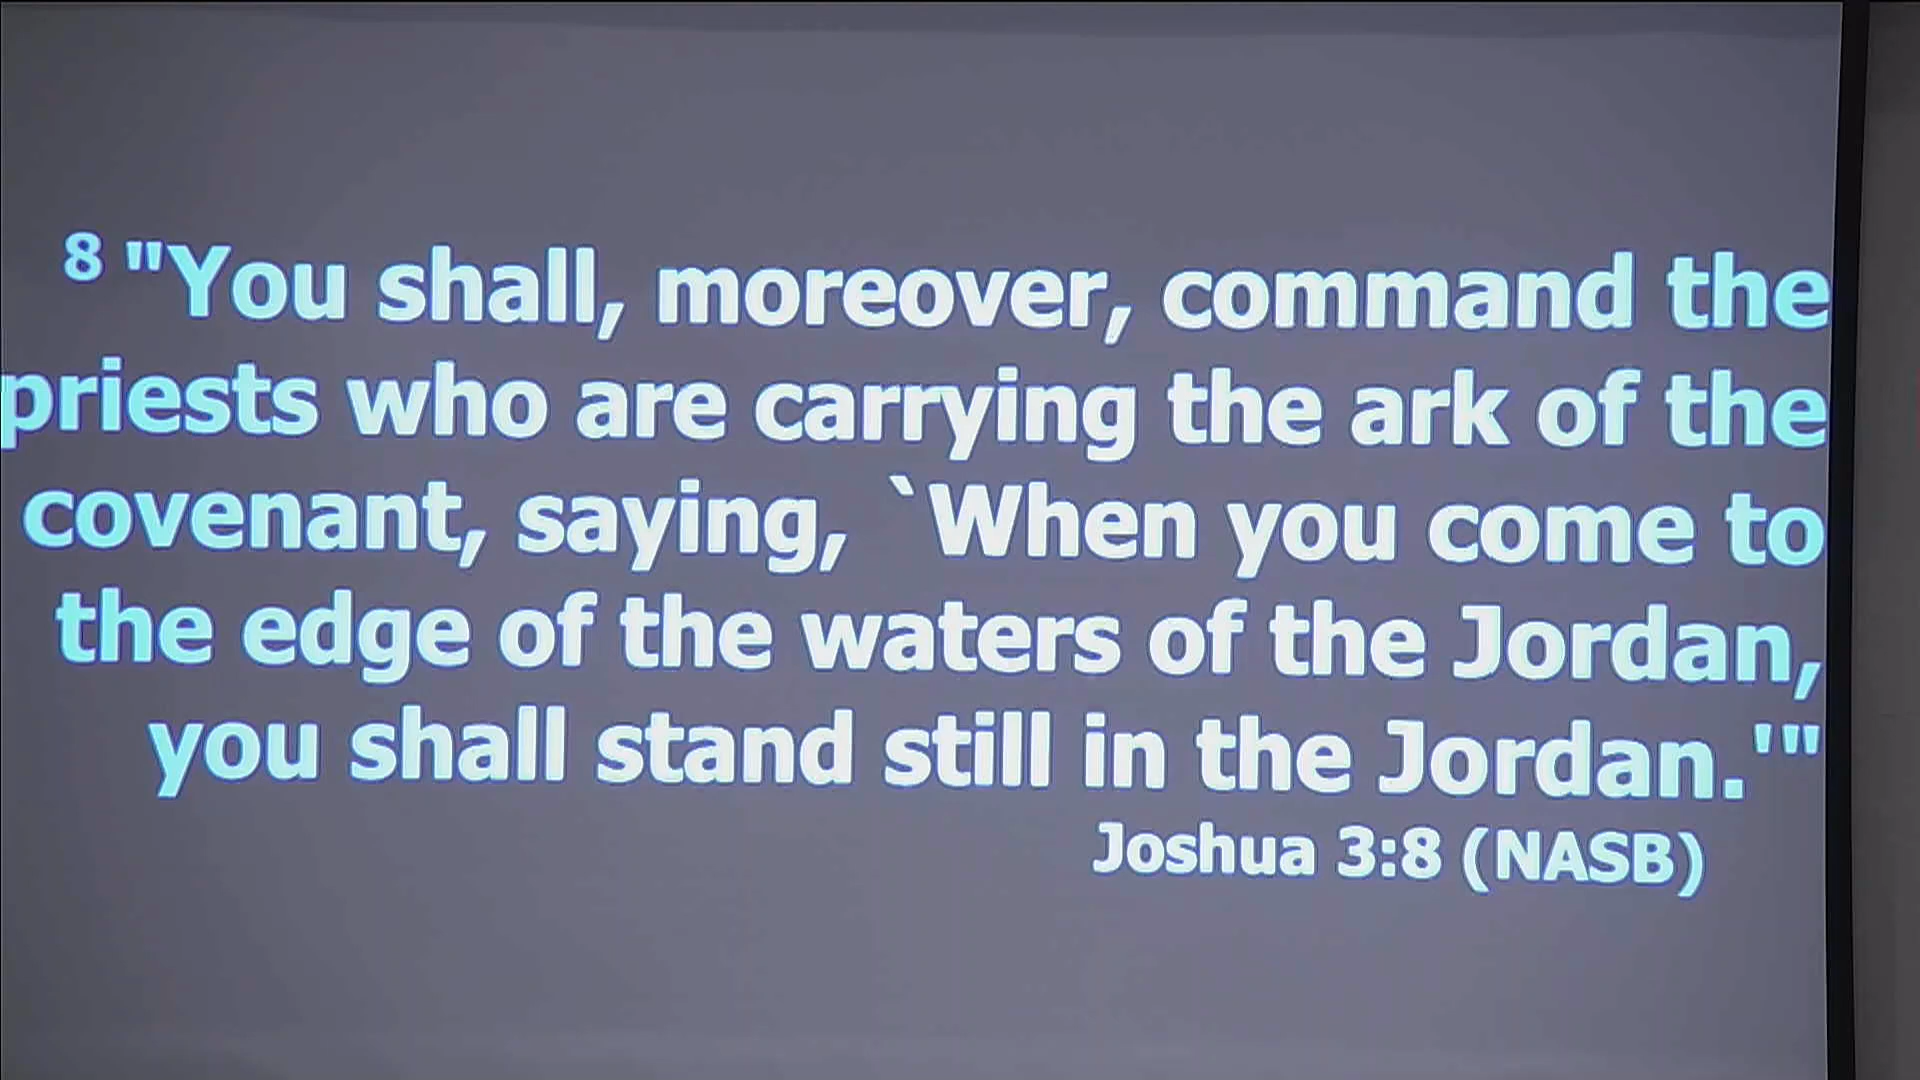 8 "You shall, moreover, command the
priests who are carrying the ark of the
covenant, saying, `When you come to
the edge of the waters of the Jordan,
you shall stand still in the Jordan.'"
Joshua 3:8 (NASB)